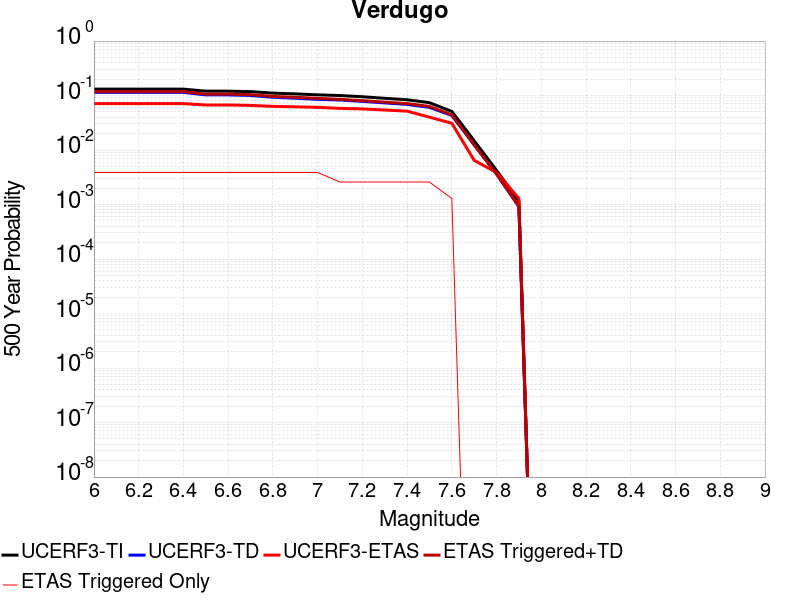 Verdugo
10^0
10^-1
10^-2
10^-3
10^-4
10^-5
10^-6
10^-7
10^-8
500 Year Probability
6 6.2 6.4 6.6 6.8 7 7.2 7.4 7.6 7.8 8 8.2 8.4 8.6 8.8 9
Magnitude
UCERF3-TI UCERF3-TD UCERF3-ETAS ETAS Triggered+TD
ETAS Triggered Only